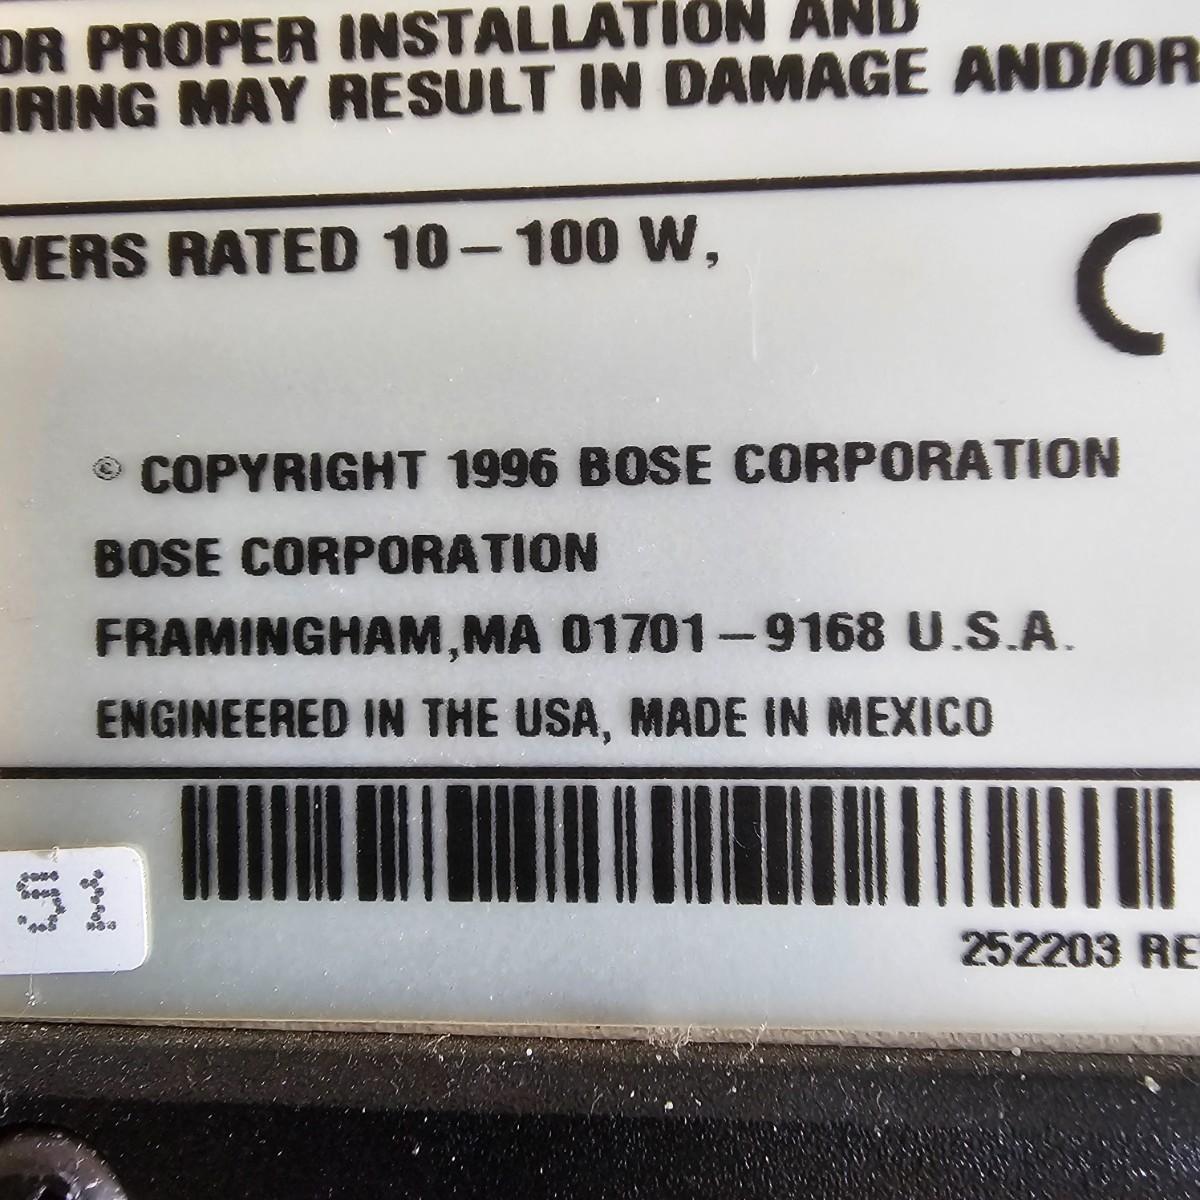 OR PROPER INSTALLATION AND
IRING MAY RESULT IN DAMAGE AND/OR
VERS RATED 10–100 W,
© COPYRIGHT 1996 BOSE CORPORATION
BOSE CORPORATION
FRAMINGHAM,MA 01701–9168 U.S.A.
ENGINEERED IN THE USA, MADE IN MEXICO
51
252203 RE